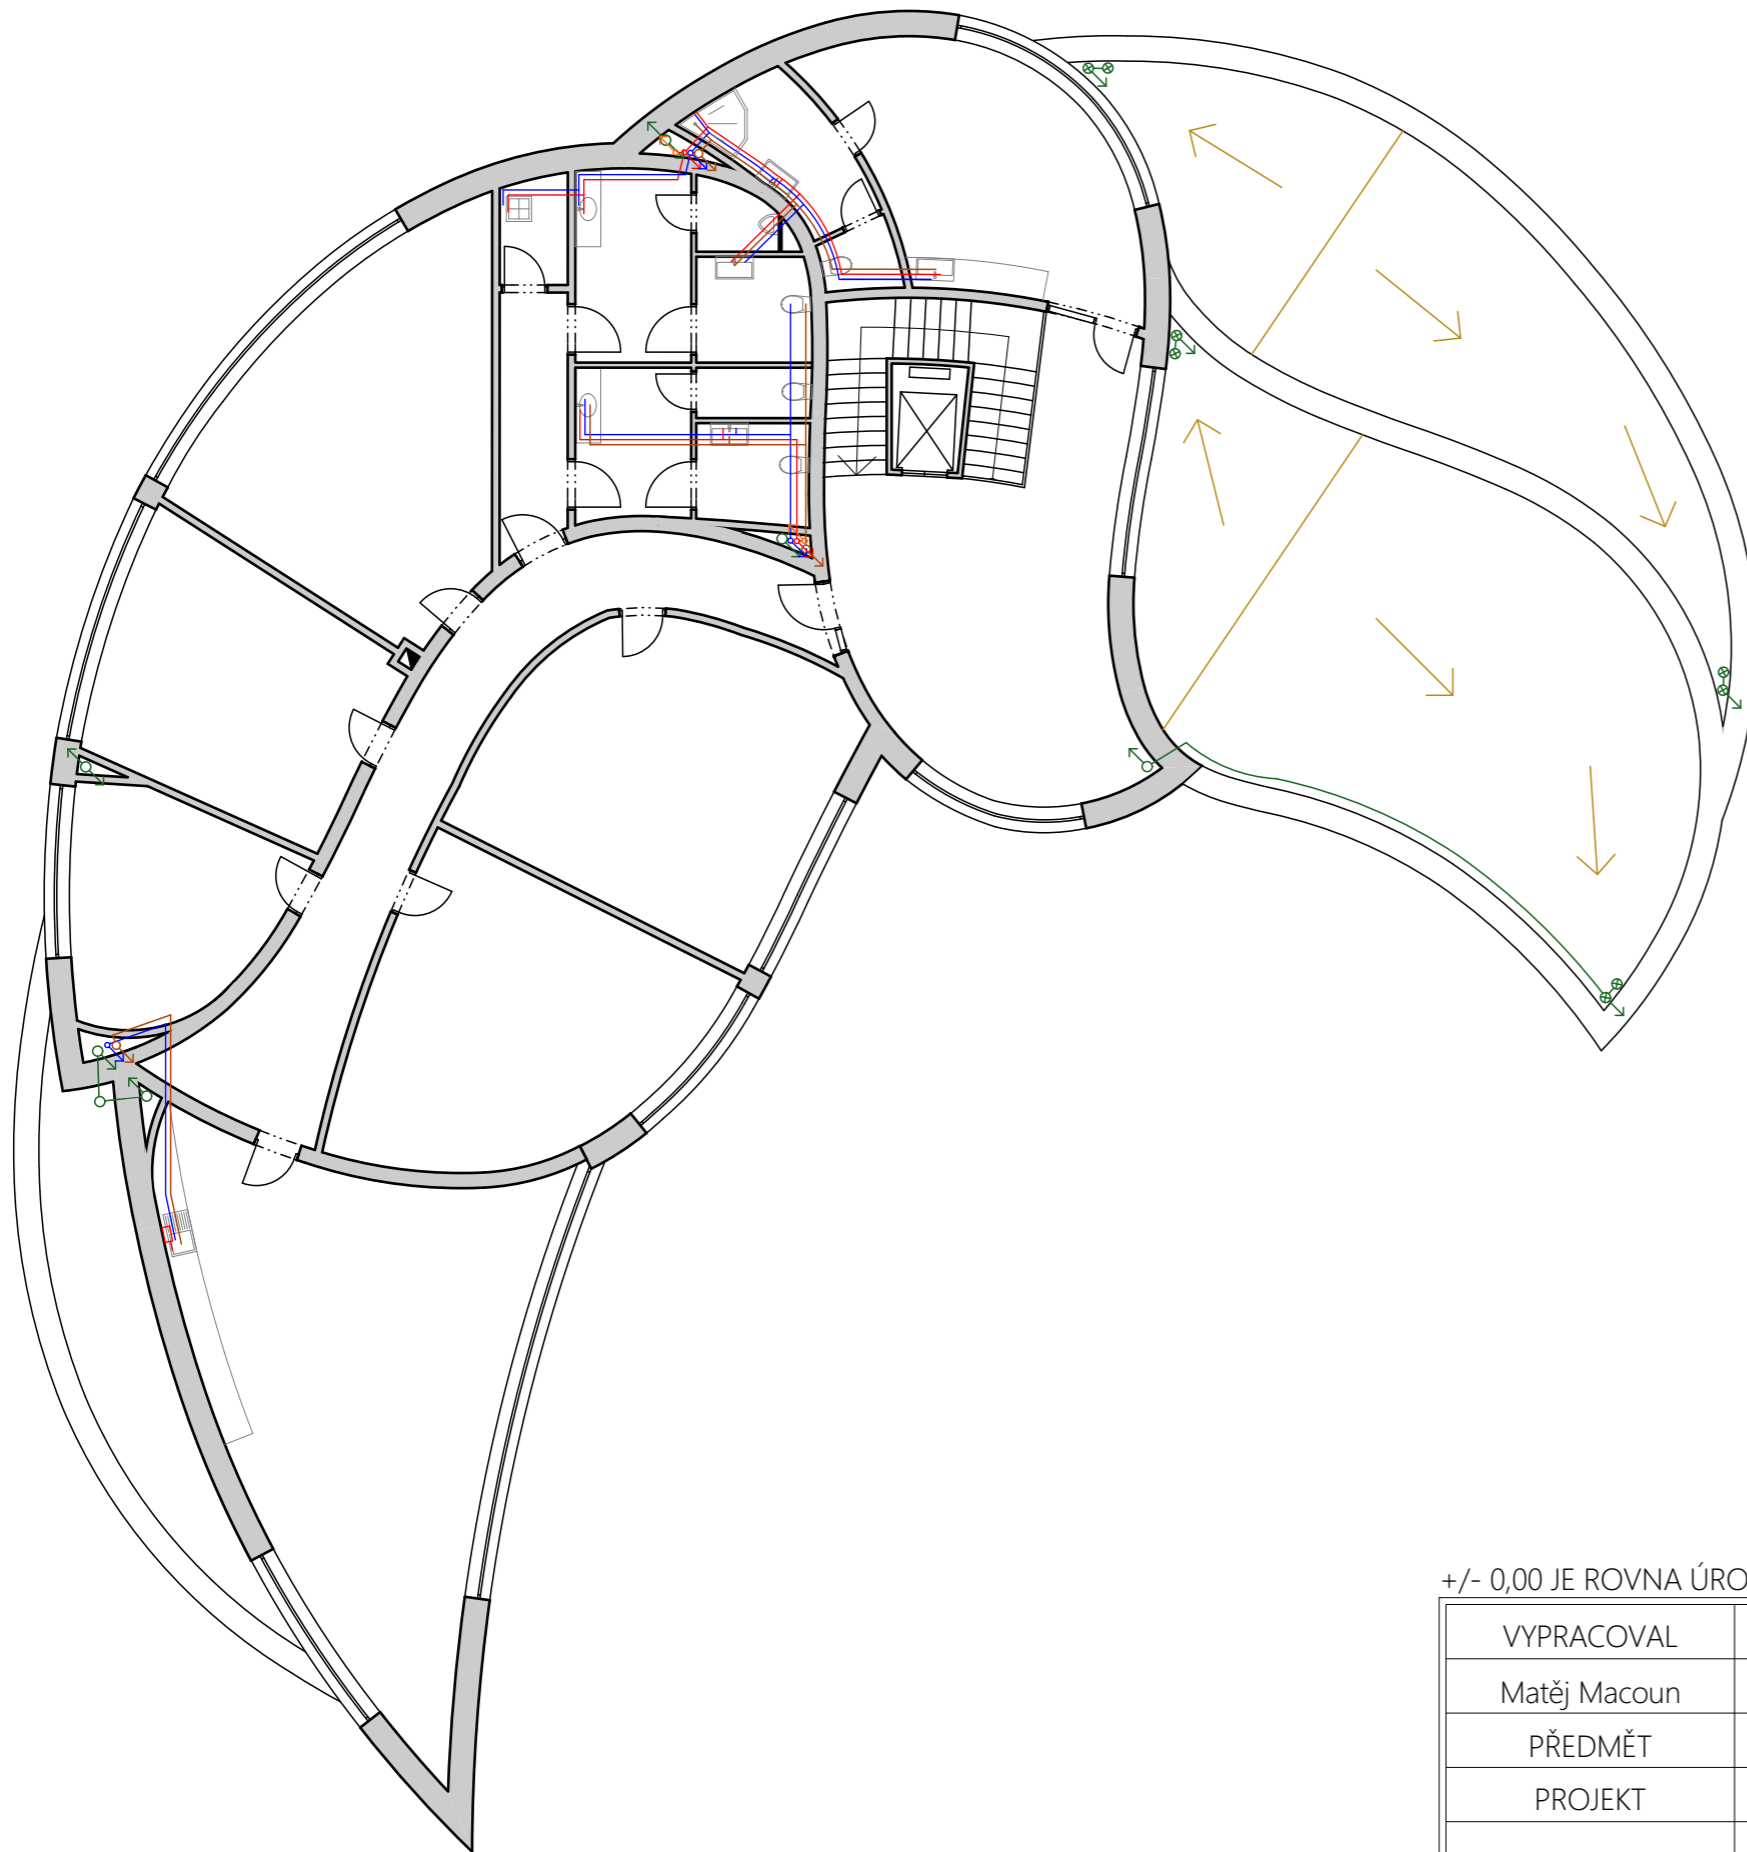 +/- 0,00 JE ROVNA ÚRO
VYPRACOVAL
Matěj Macoun
PŘEDMĚT
PROJEKT